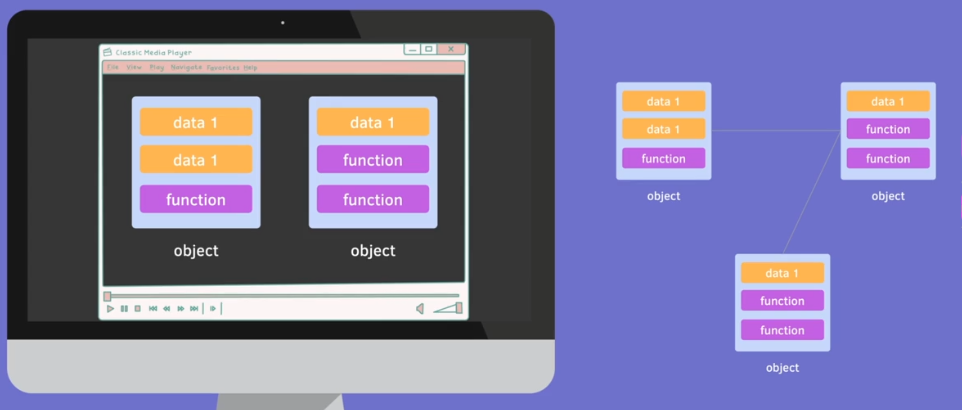 Classic Media Player
File View Play Navigate Favorites Help
data 1
data 1
function
object
data 1
function
function
object
data 1
data 1
function
object
data 1
function
function
object
data 1
function
function
object